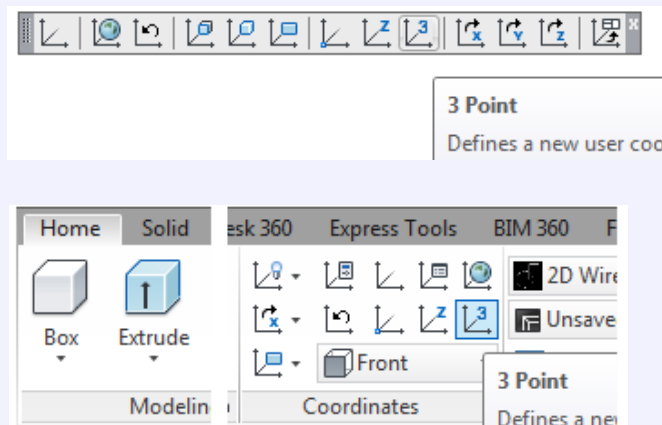 3 Point
Defines a new user coo
Home Solid esk 360 Express Tools BIM 360 F
2D Wire
Box Extrude Unsave
Front
3 Point
Modelin Coordinates
Defines a new